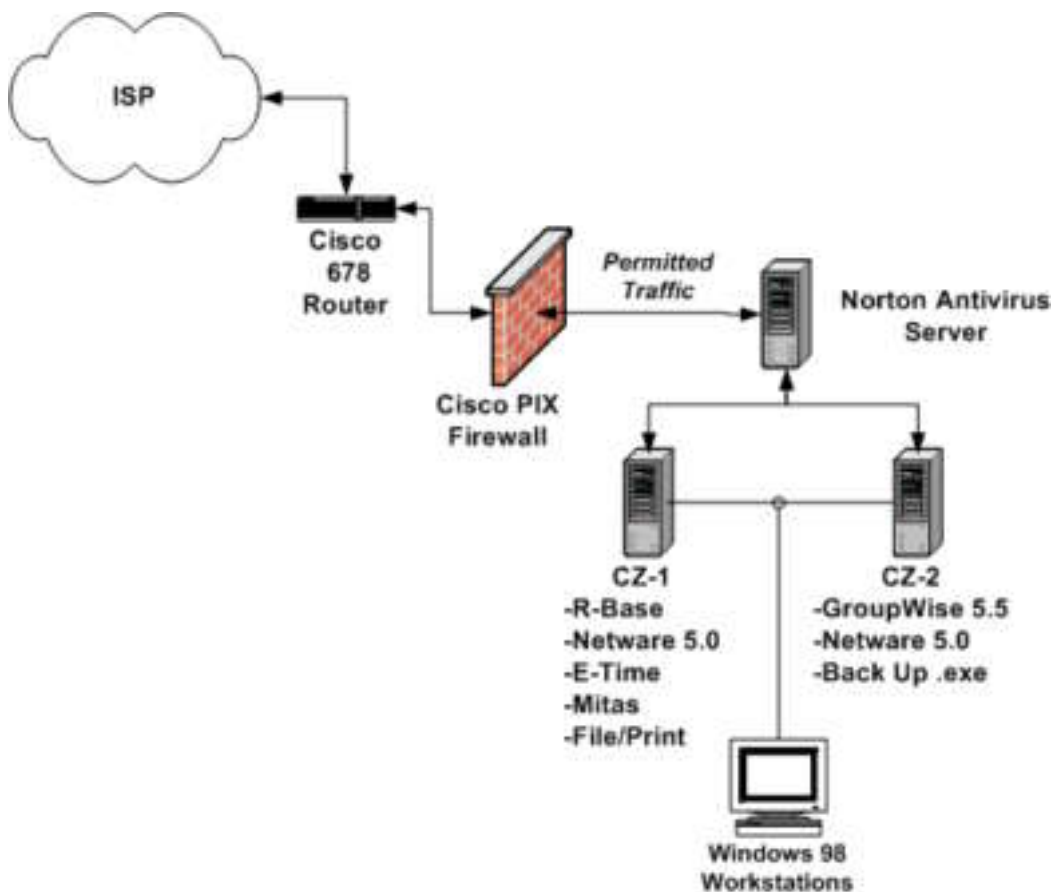 ISP
Cisco
678
Router
Permitted
Traffic
Norton Antivirus
Server
Cisco PIX
Firewall
CZ-1
-R-Base
-Netware 5.0
-E-Time
-Mitas
-File/Print
CZ-2
-GroupWise 5.5
-Netware 5.0
-Back Up .exe
Windows 98
Workstations